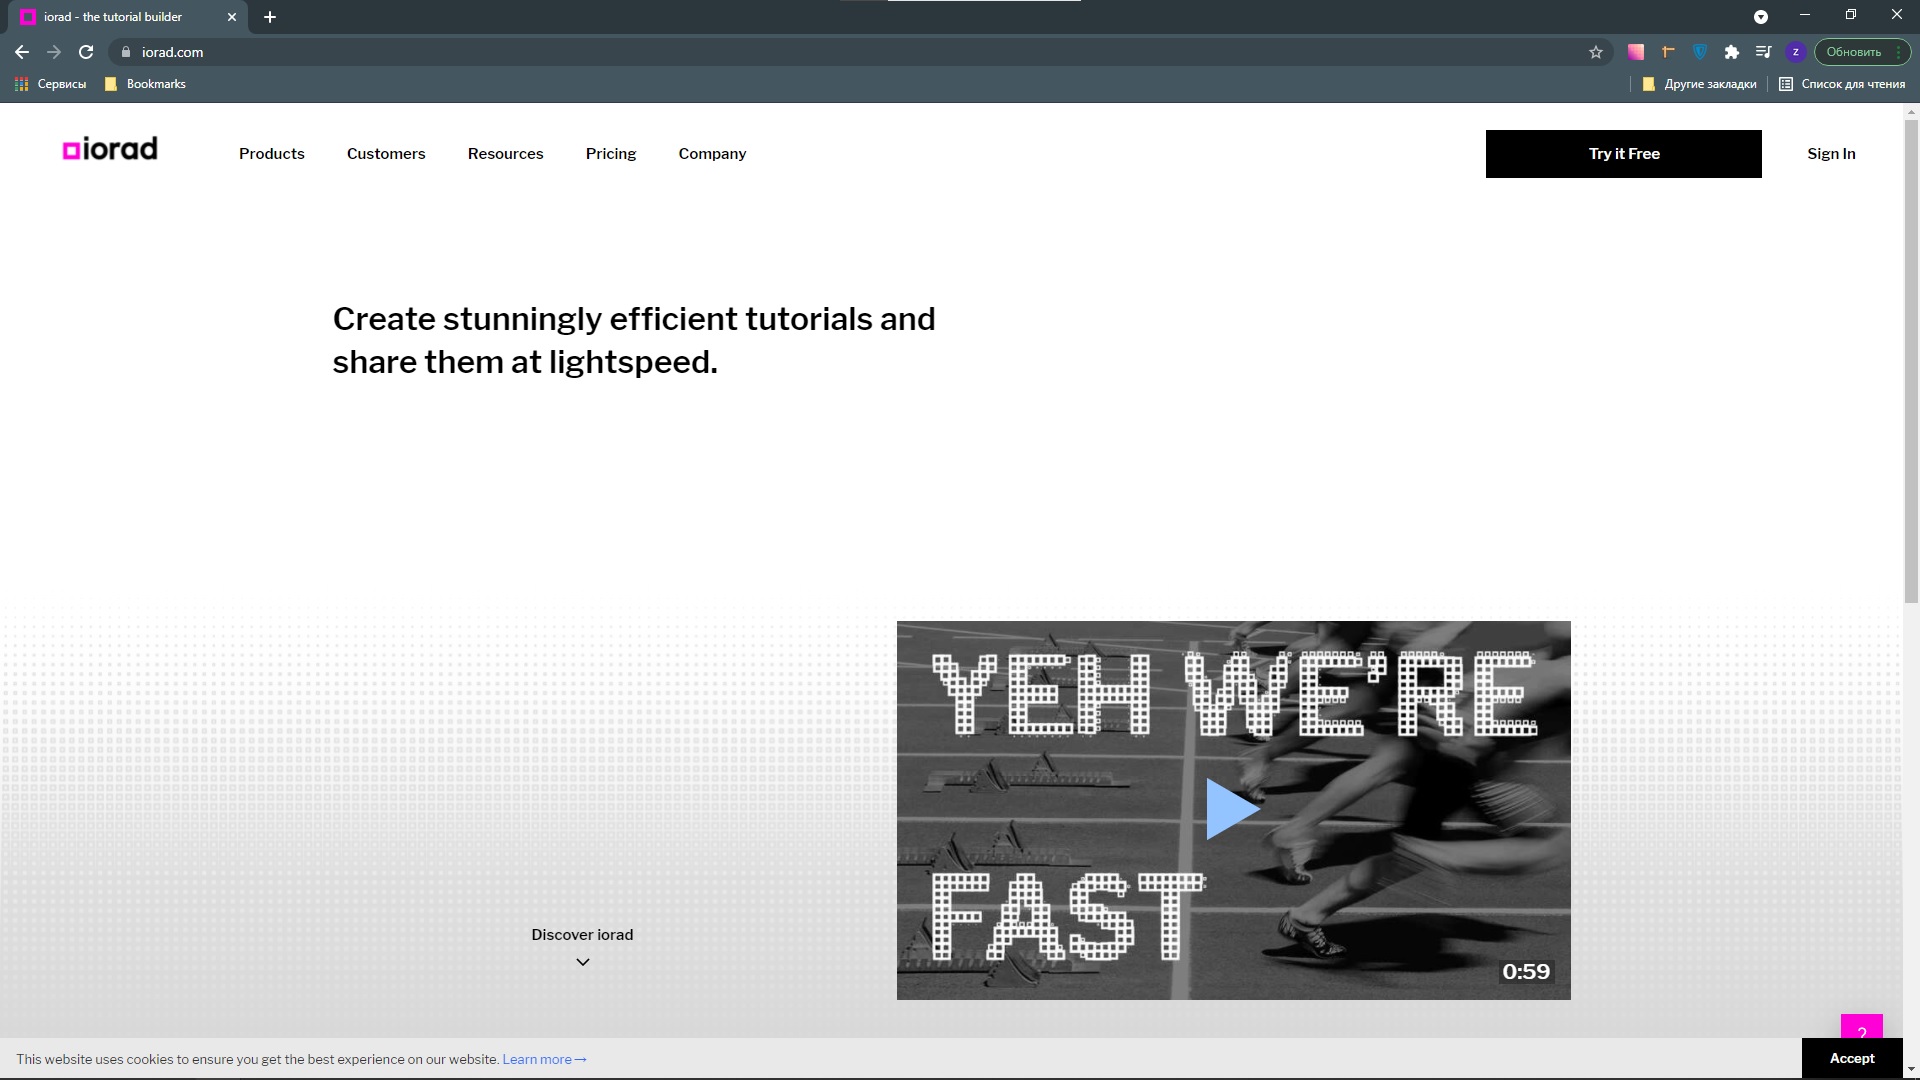 iorad - the tutorial builder
iorad.com
Обновить
Сервисы
Bookmarks
Другие закладки
Список для чтения
iorad
Products
Customers
Resources
Pricing
Company
Try it Free
Sign In
Create stunningly efficient tutorials and
share them at lightspeed.
YEH WE'RE
FAST
0:59
Discover iorad
?
This website uses cookies to ensure you get the best experience on our website. Learn more→
Accept